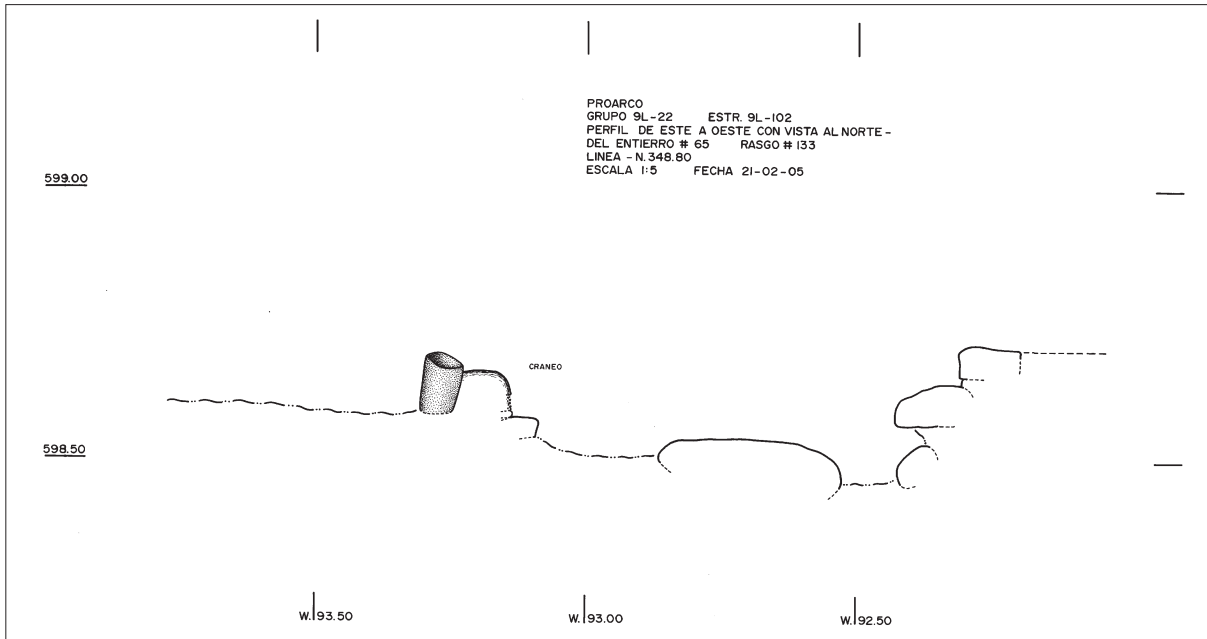 PROARCO
GRUPO 9L-22 ESTR. 9L-102
PERFIL DE ESTE A OESTE CON VISTA AL NORTE-
DEL ENTIERRO # 65 RASGO # 133
LINEA - N. 348.80
ESCALA 1:5 FECHA 21-02-05
599.00
CRANEO
598.50
W. 93.50
W. 93.00
W. 92.50